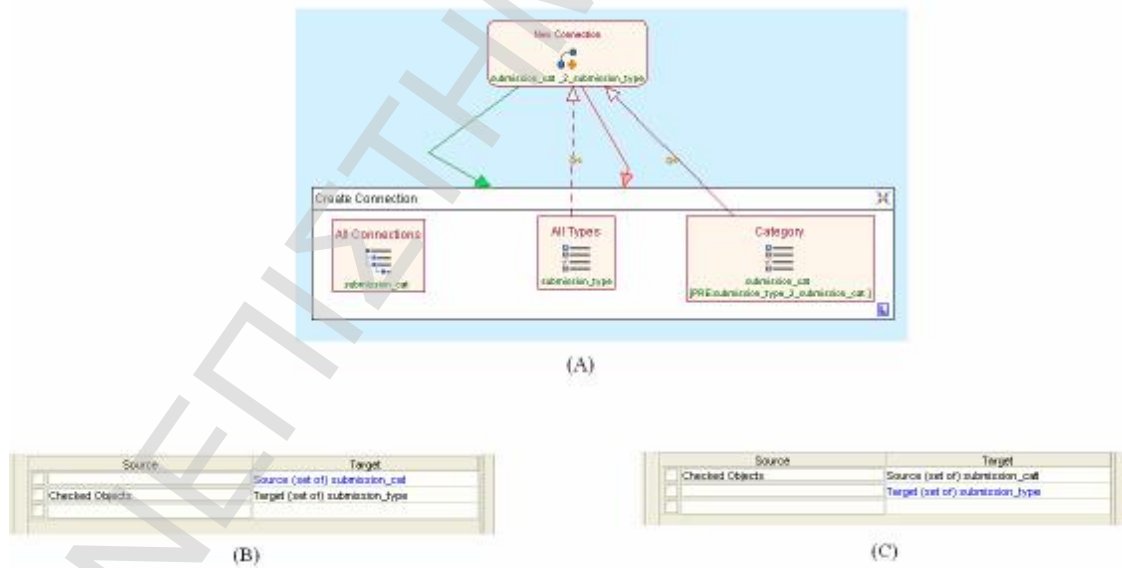 New Connection
submission_cat _2_submission_type
Create Connection
All Connections
submission_cat
All Types
submission_type
Category
submission_cat
[PRE:submission_type_2_submission_cat ]
(A)
Source Target
Source (set of) submission_cat
Checked Objects Target (set of) submission_type
(B)
Source Target
Checked Objects Source (set of) submission_cat
Target (set of) submission_type
(C)